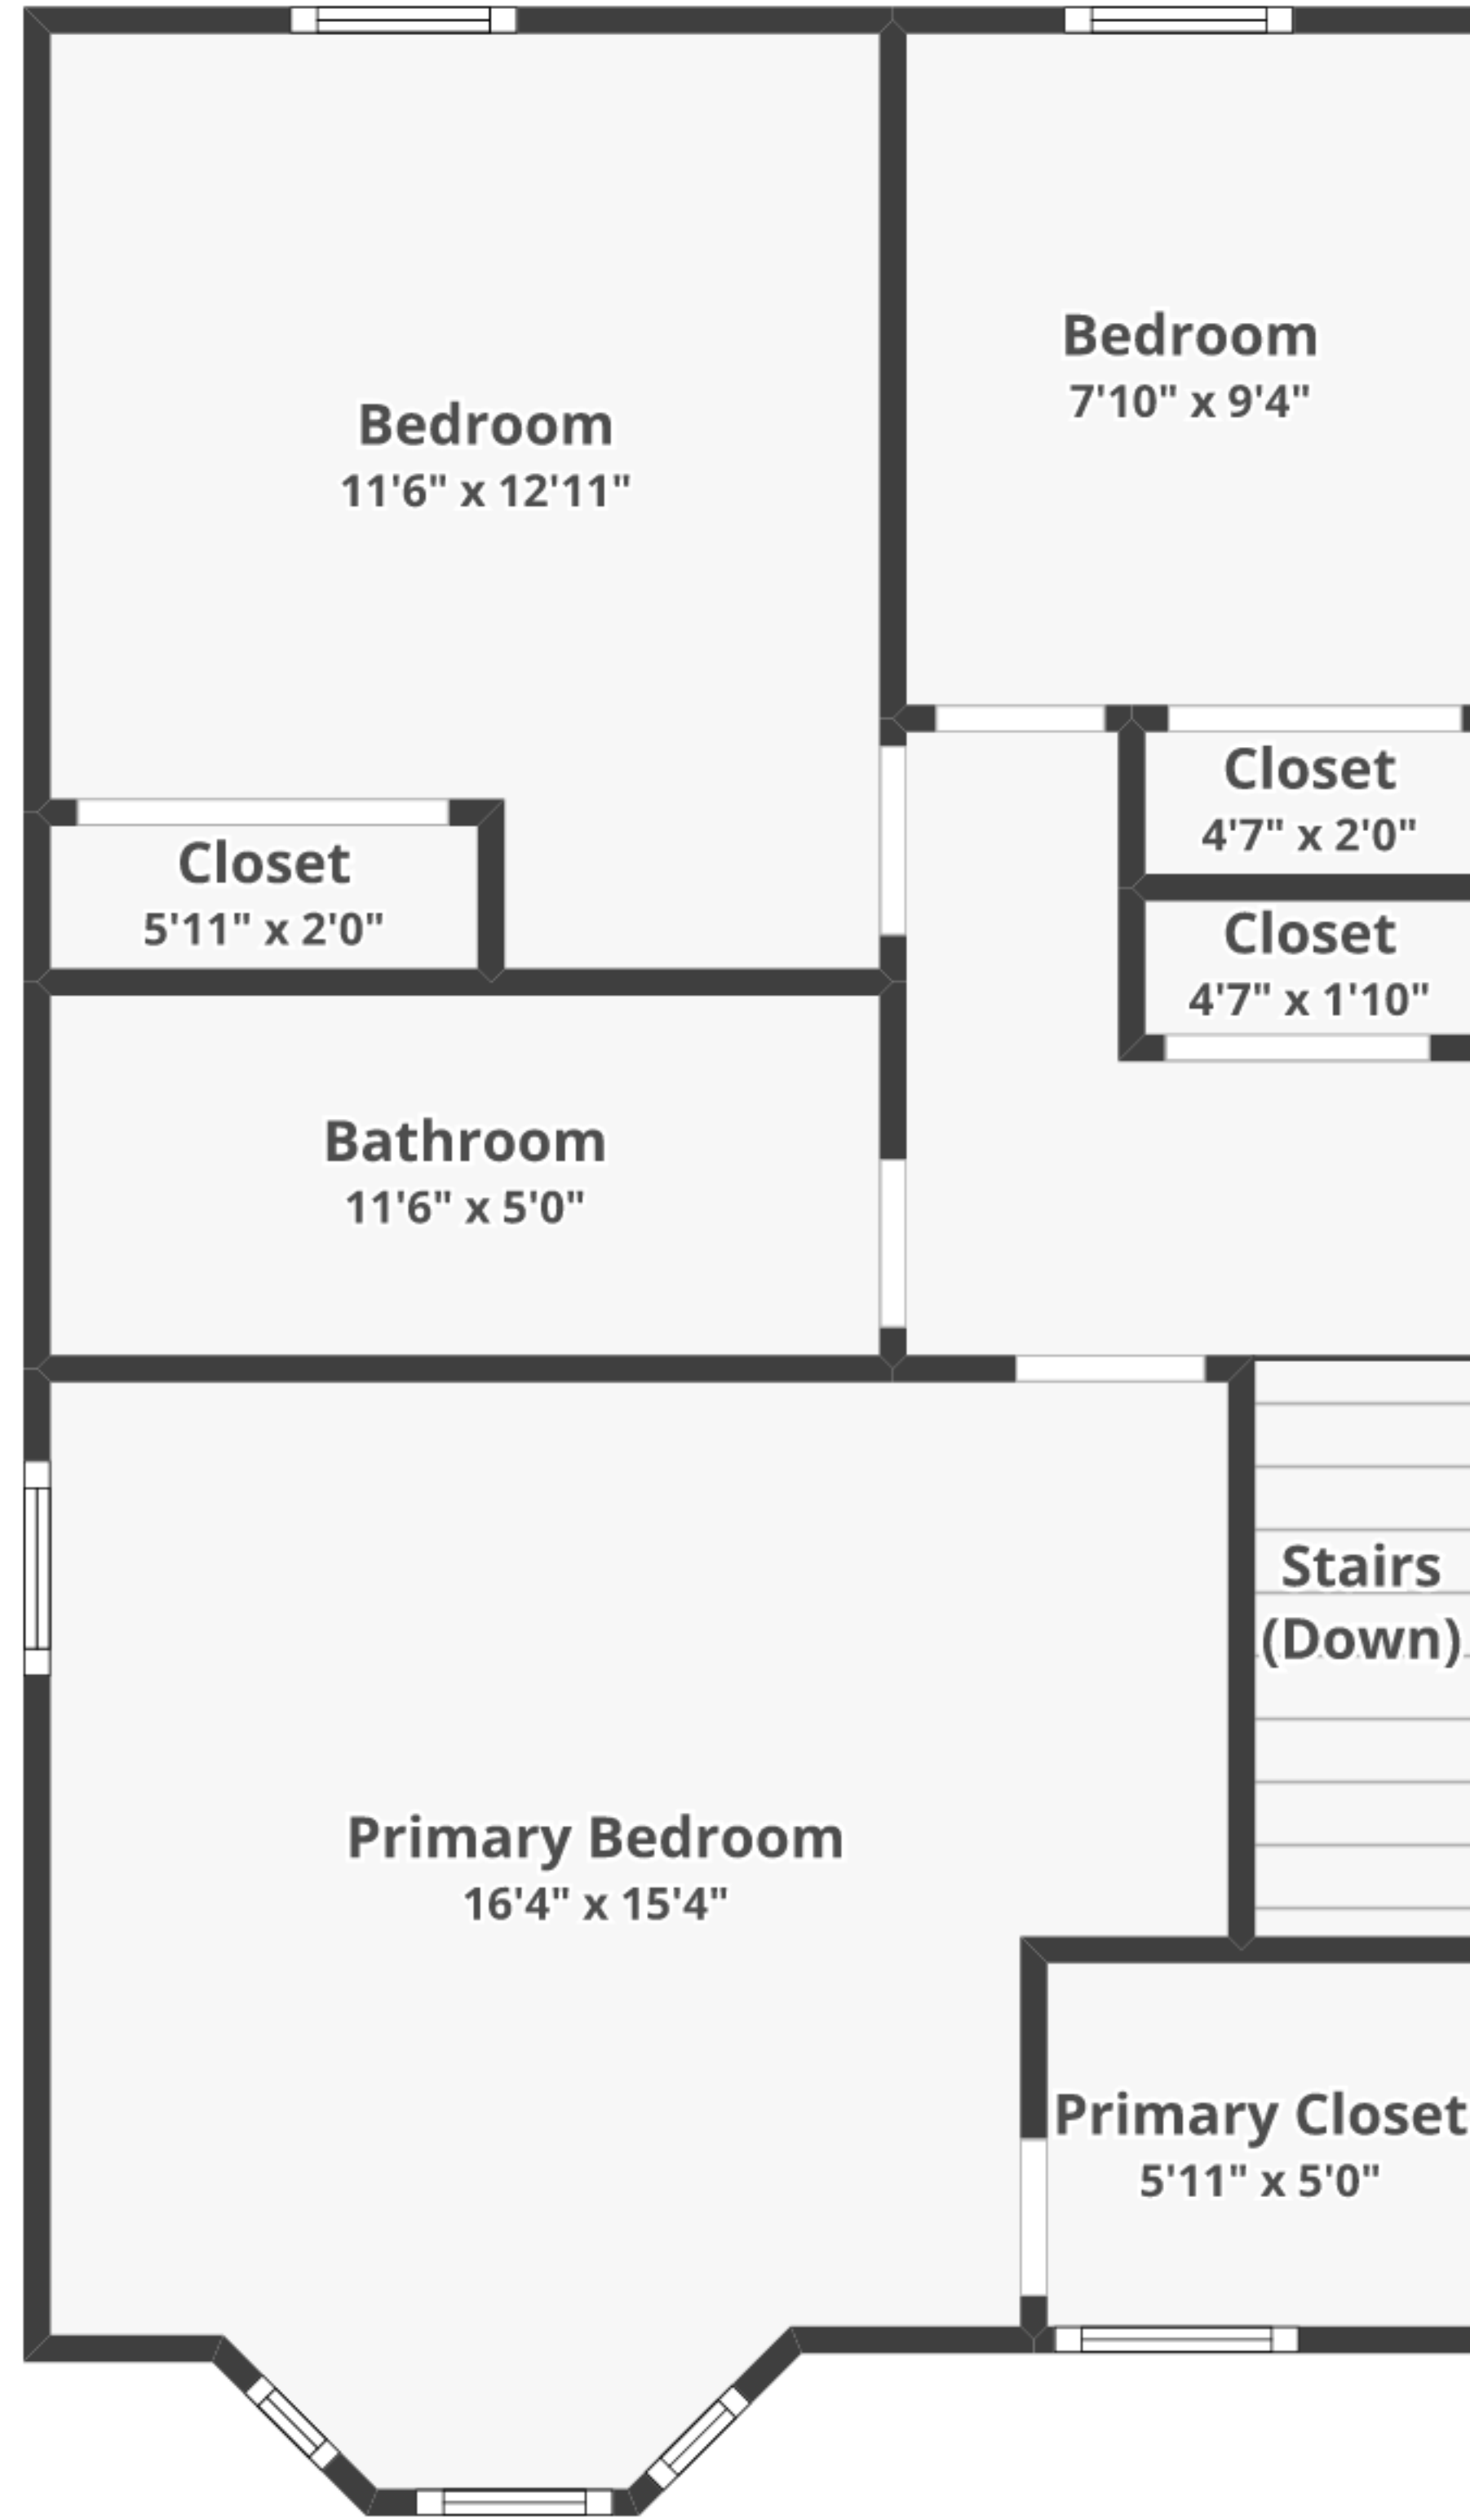 Bedroom
11'6" x 12'11"
Bedroom
7'10" x 9'4"
Closet
5'11" x 2'0"
Closet
4'7" x 2'0"
Closet
4'7" x 1'10"
Bathroom
11'6" x 5'0"
Stairs
(Down)
Primary Bedroom
16'4" x 15'4"
Primary Closet
5'11" x 5'0"